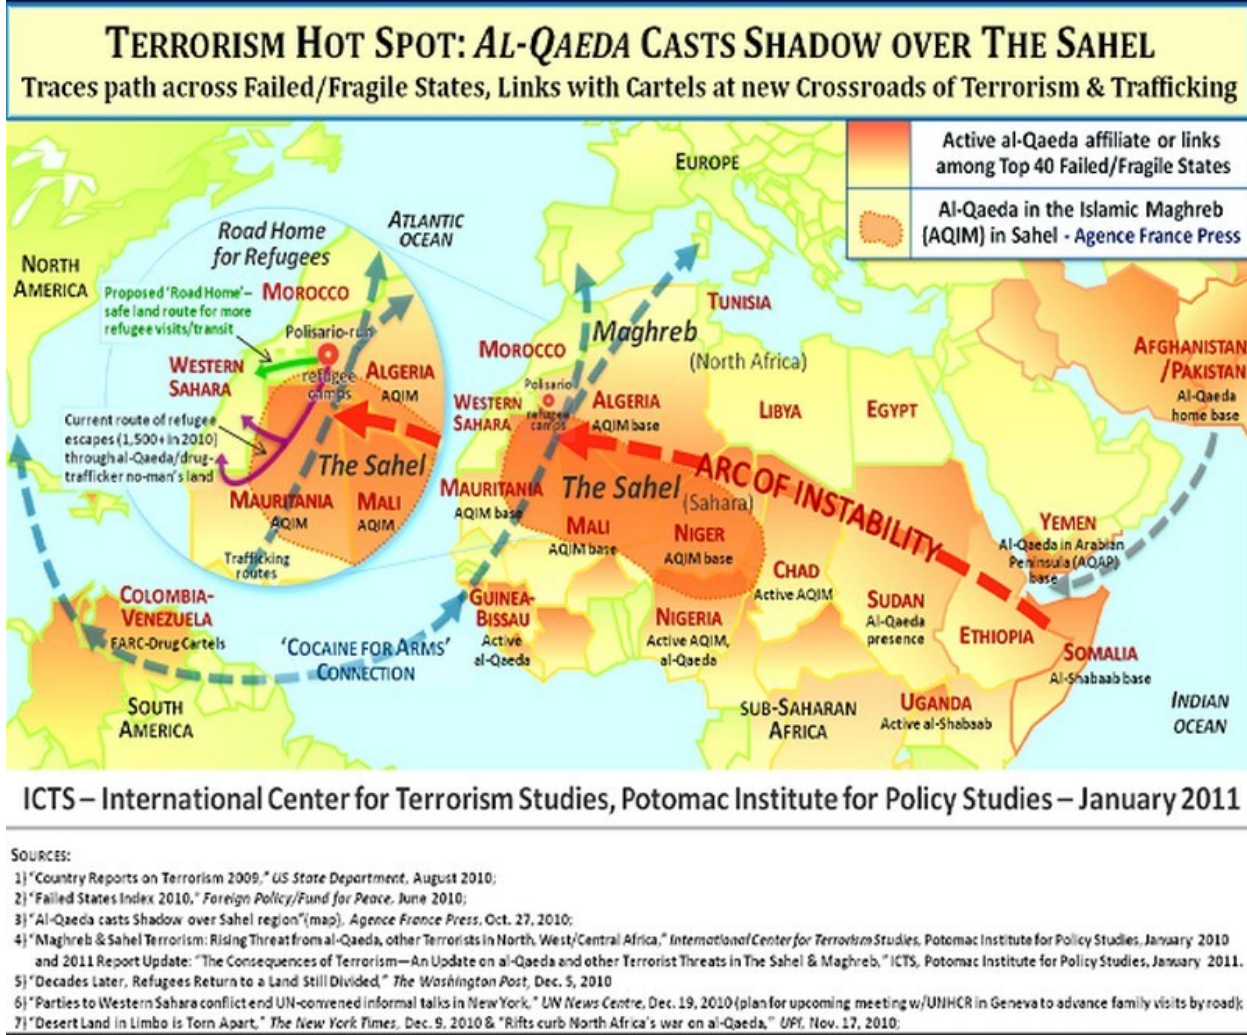 TERRORISM HOT SPOT: AL-QAEDA CASTS SHADOW OVER THE SAHEL
Traces path across Failed/Fragile States, Links with Cartels at new Crossroads of Terrorism & Trafficking
Active al-Qaeda affiliate or links
among Top 40 Failed/Fragile States
Al-Qaeda in the Islamic Maghreb
(AQIM) in Sahel - Agence France Press
EUROPE
ATLANTIC
OCEAN
NORTH
AMERICA
Road Home
for Refugees
Proposed 'Road Home'–
safe land route for more
refugee visits/transit
MOROCCO
Polisario-run
refugee
camps
WESTERN
SAHARA
ALGERIA
AQIM
Current route of refugee
escapes (1,500+ in 2010)
through al-Qaeda/drug-
trafficker no-man's land
The Sahel
MAURITANIA
AQIM
MALI
AQIM
Trafficking
routes
TUNISIA
Maghreb
(North Africa)
MOROCCO
Polisario
refugee
camps
WESTERN
SAHARA
ALGERIA
AQIM base
LIBYA
EGYPT
AFGHANISTAN
/PAKISTAN
Al-Qaeda
home base
ARC OF INSTABILITY
The Sahel
(Sahara)
MAURITANIA
AQIM base
MALI
AQIM base
NIGER
AQIM base
YEMEN
Al-Qaeda in Arabian
Peninsula (AQAP)
base
CHAD
Active AQIM
SUDAN
Al-Qaeda
presence
ETHIOPIA
SOMALIA
Al-Shabaab base
COLOMBIA-
VENEZUELA
FARC-Drug Cartels
GUINEA-
BISSAU
Active
al-Qaeda
NIGERIA
Active AQIM,
al-Qaeda
'COCAINE FOR ARMS'
CONNECTION
SOUTH
AMERICA
SUB-SAHARAN
AFRICA
UGANDA
Active al-Shabaab
INDIAN
OCEAN
ICTS – International Center for Terrorism Studies, Potomac Institute for Policy Studies – January 2011
SOURCES:
1) "Country Reports on Terrorism 2009," US State Department, August 2010;
2) "Failed States Index 2010," Foreign Policy/Fund for Peace, June 2010;
3) "Al-Qaeda casts Shadow over Sahel region"(map), Agence France Press, Oct. 27, 2010;
4) "Maghreb & Sahel Terrorism: Rising Threat from al-Qaeda, other Terrorists in North, West/Central Africa," International Center for Terrorism Studies, Potomac Institute for Policy Studies, January 2010
and 2011 Report Update: "The Consequences of Terrorism—An Update on al-Qaeda and other Terrorist Threats in The Sahel & Maghreb," ICTS, Potomac Institute for Policy Studies, January 2011.
5) "Decades Later, Refugees Return to a Land Still Divided," The Washington Post, Dec. 5, 2010
6) "Parties to Western Sahara conflict end UN-convened informal talks in New York," UN News Centre, Dec. 19, 2010 (plan for upcoming meeting w/UNHCR in Geneva to advance family visits by road);
7) "Desert Land in Limbo is Torn Apart," The New York Times, Dec. 9, 2010 & "Rifts curb North Africa's war on al-Qaeda," UPI, Nov. 17, 2010;